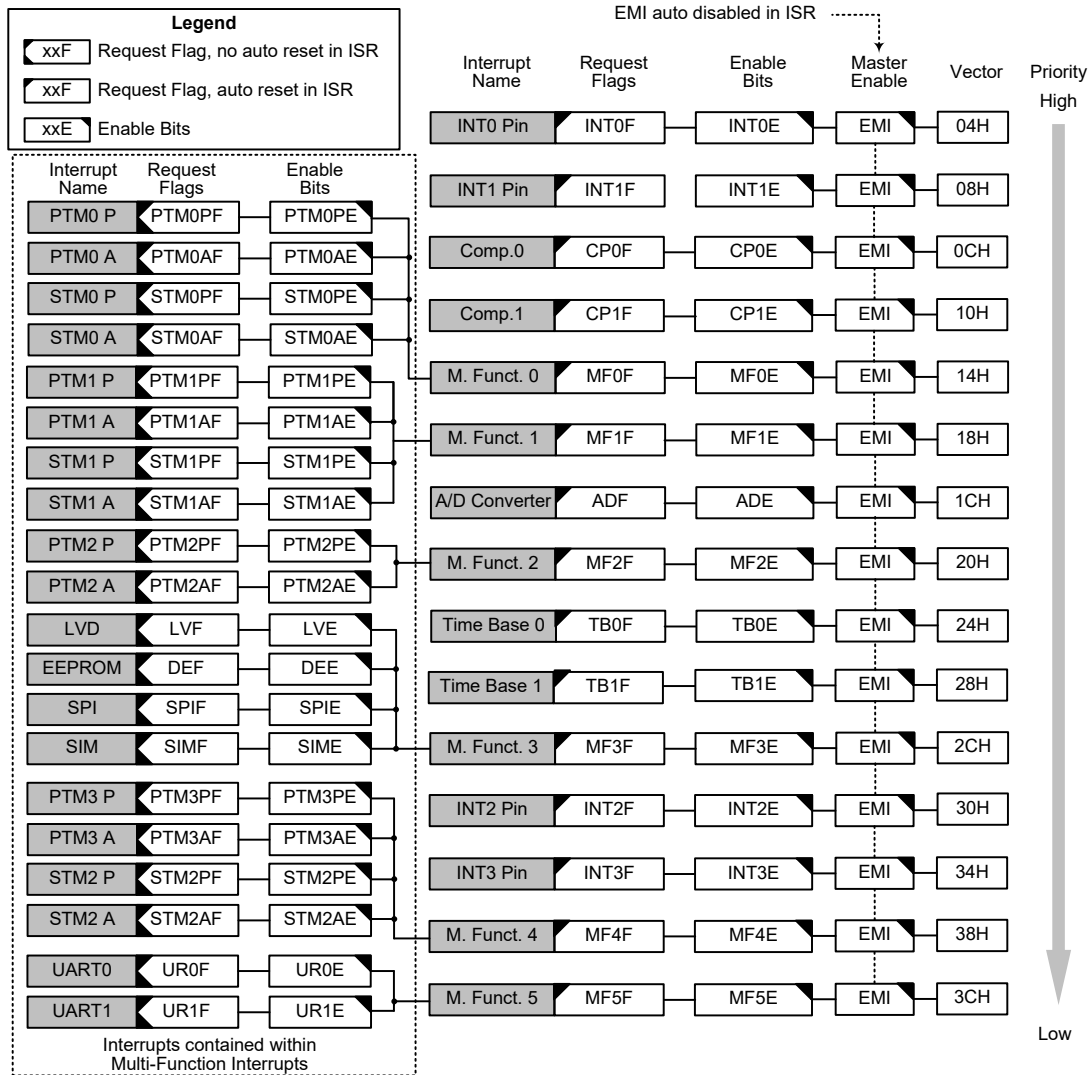 EMI auto disabled in ISR
Legend
xxF Request Flag, no auto reset in ISR
xxF Request Flag, auto reset in ISR
xxE Enable Bits
Interrupt Name Request Flags Enable Bits Master Enable Vector Priority
High
INT0 Pin INT0F INT0E EMI 04H
INT1 Pin INT1F INT1E EMI 08H
Comp.0 CP0F CP0E EMI 0CH
Comp.1 CP1F CP1E EMI 10H
M. Funct. 0 MF0F MF0E EMI 14H
M. Funct. 1 MF1F MF1E EMI 18H
A/D Converter ADF ADE EMI 1CH
M. Funct. 2 MF2F MF2E EMI 20H
Time Base 0 TB0F TB0E EMI 24H
Time Base 1 TB1F TB1E EMI 28H
M. Funct. 3 MF3F MF3E EMI 2CH
INT2 Pin INT2F INT2E EMI 30H
INT3 Pin INT3F INT3E EMI 34H
M. Funct. 4 MF4F MF4E EMI 38H
M. Funct. 5 MF5F MF5E EMI 3CH
Low
Interrupt Name Request Flags Enable Bits
PTM0 P PTM0PF PTM0PE
PTM0 A PTM0AF PTM0AE
STM0 P STM0PF STM0PE
STM0 A STM0AF STM0AE
PTM1 P PTM1PF PTM1PE
PTM1 A PTM1AF PTM1AE
STM1 P STM1PF STM1PE
STM1 A STM1AF STM1AE
PTM2 P PTM2PF PTM2PE
PTM2 A PTM2AF PTM2AE
LVD LVF LVE
EEPROM DEF DEE
SPI SPIF SPIE
SIM SIMF SIME
PTM3 P PTM3PF PTM3PE
PTM3 A PTM3AF PTM3AE
STM2 P STM2PF STM2PE
STM2 A STM2AF STM2AE
UART0 UR0F UR0E
UART1 UR1F UR1E
Interrupts contained within
Multi-Function Interrupts